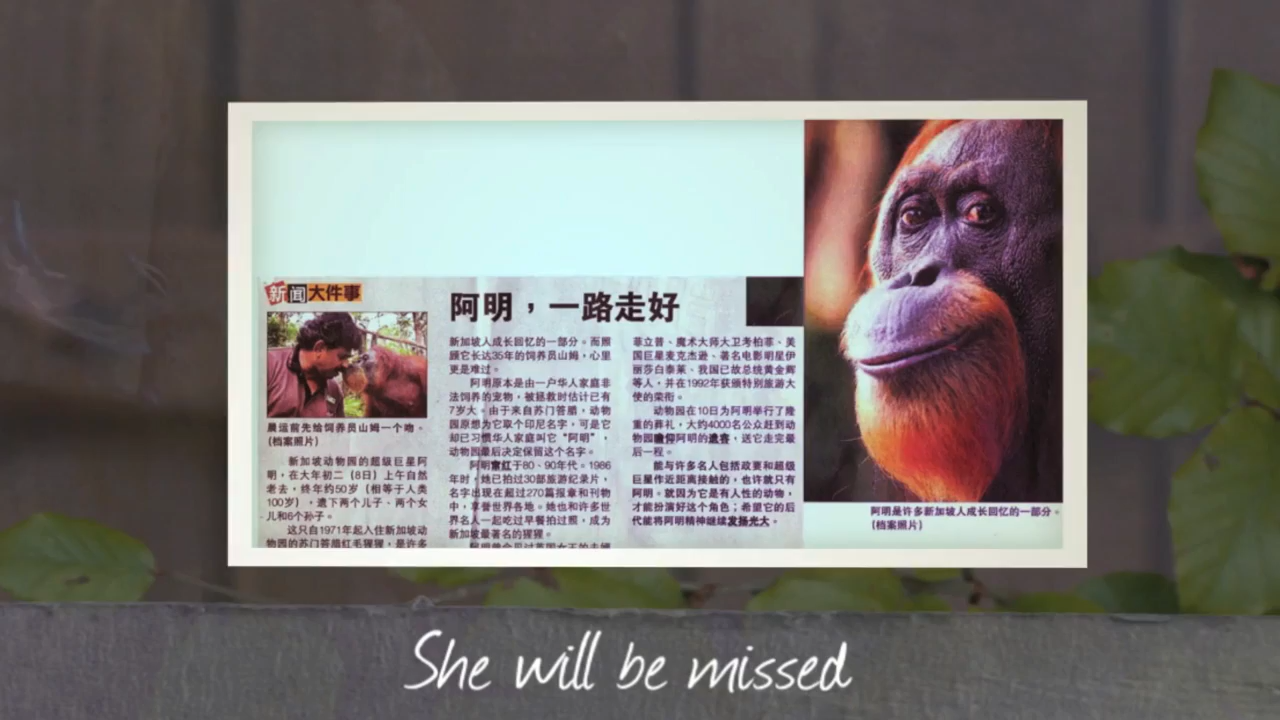 新闻大件事
阿明，一路走好
晨运前先给饲养员山姆一个吻。
(档案照片)
新加坡动物园的超级巨星阿
明，在大年初二 (8日) 上午自然
老去，终年约50岁 (相等于人类
100岁)，遗下两个儿子、两个女
儿和6个孙子。
这只自1971年起入住新加坡动
物园的苏门答腊红毛猩猩，是许多
新加坡人成长回忆的一部分。而照
顾它长达35年的饲养员山姆，心里
更是难过。
阿明原本是由一户华人家庭非
法饲养的宠物，被拯救时估计已有
7岁大。由于来自苏门答腊，动物
园原想为它取个印尼名字，可是它
却已习惯华人家庭叫它“阿明”，
动物园最后决定保留这个名字。
阿明窜红于80、90年代。1986
年时，她已拍过30部旅游纪录片，
名字出现在超过270篇报章和刊物
中，享誉世界各地。她也和许多世
界名人一起吃过早餐拍过照，成为
新加坡最著名的猩猩。
阿明曾会见过英国女王的夫婿
菲立普、魔术大师大卫考柏菲、美
国巨星麦克杰逊、著名电影明星伊
丽莎白泰莱、我国已故总统黄金辉
等人，并在1992年获颁特别旅游大
使的荣衔。
动物园在10日为阿明举行了隆
重的葬礼，大约4000名公众赶到动
物园瞻仰阿明的遗容，送它走完最
后一程。
能与许多名人包括政要和超级
巨星作近距离接触的，也许就只有
阿明。就因为它是有人性的动物，
才能扮演好这个角色；希望它的后
代能将阿明精神继续发扬光大。
阿明是许多新加坡人成长回忆的一部分。
(档案照片)
She will be missed